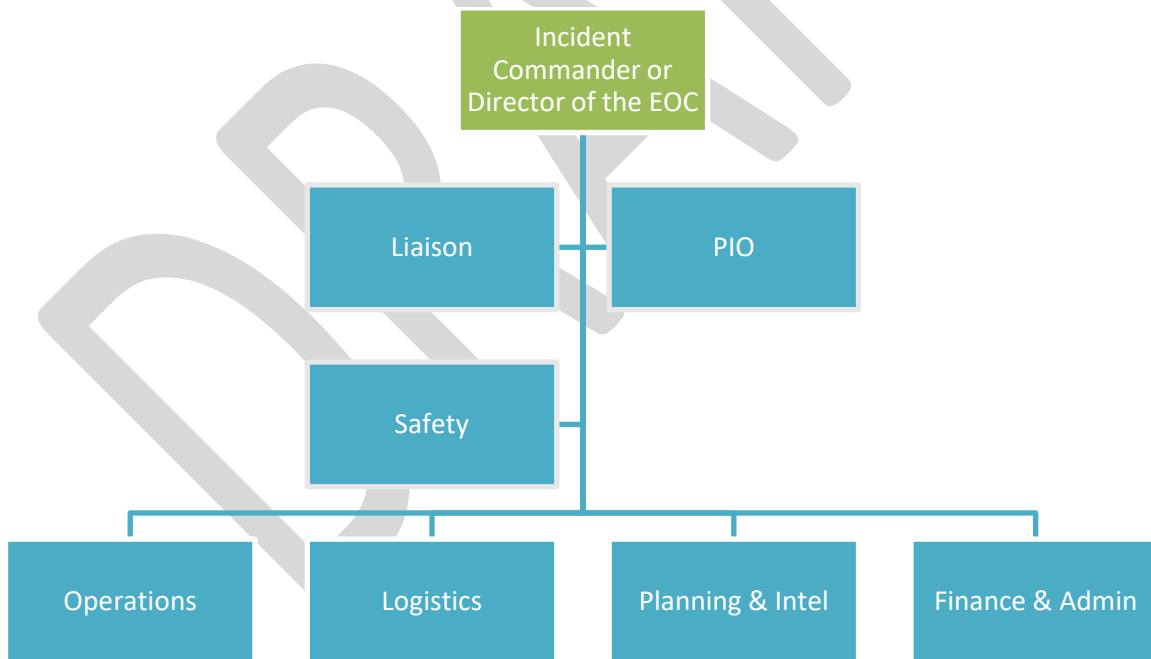 Incident
Commander or
Director of the EOC
Liaison
PIO
Safety
Operations
Logistics
Planning & Intel
Finance & Admin